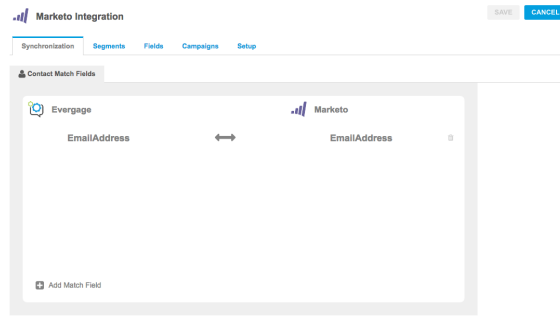 Marketo Integration
SAVE
CANCEL
Synchronization Segments Fields Campaigns Setup
Contact Match Fields
Evergage Marketo
EmailAddress EmailAddress
Add Match Field